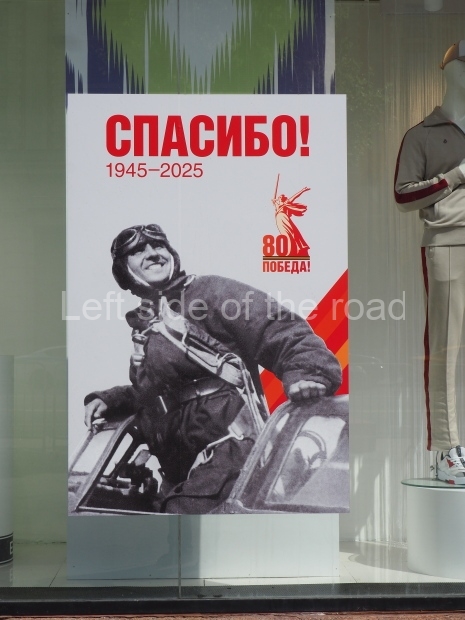 СПАСИБО!
1945–2025
80
ПОБЕДА!
Left side of the road